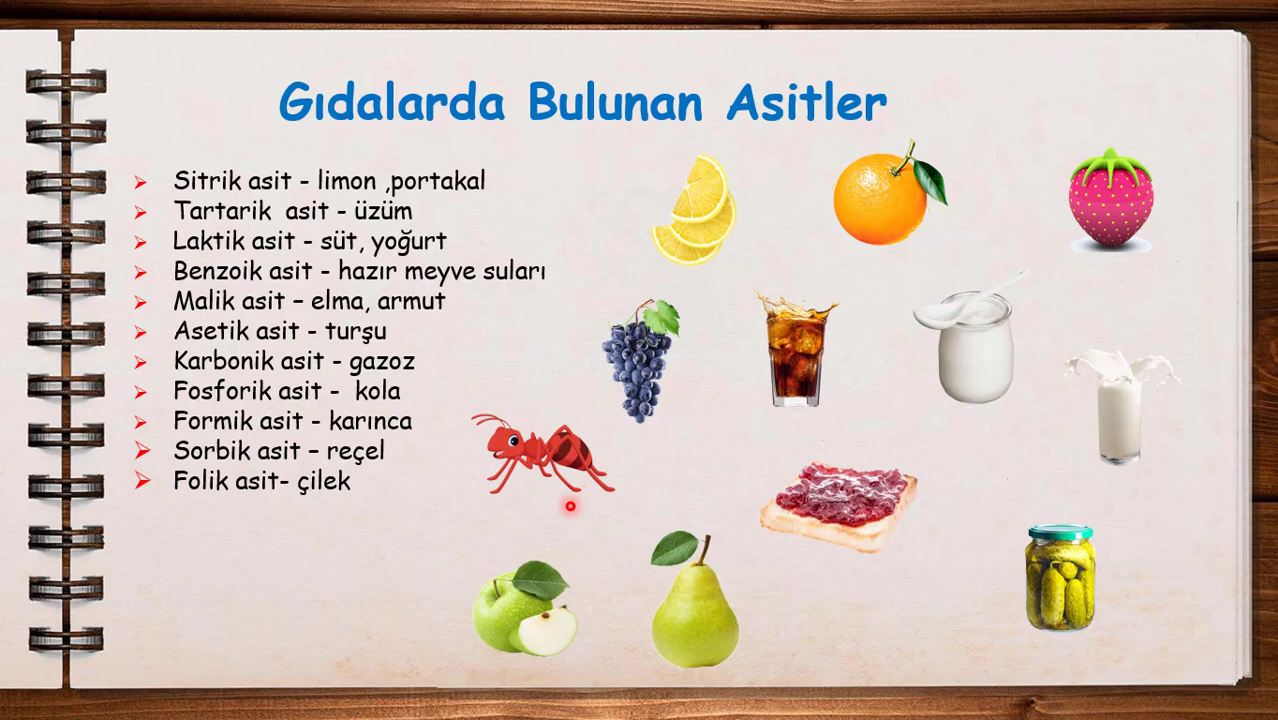 Gıdalarda Bulunan Asitler
Sitrik asit - limon ,portakal
Tartarik asit - üzüm
Laktik asit - süt, yoğurt
Benzoik asit - hazır meyve suları
Malik asit – elma, armut
Asetik asit - turşu
Karbonik asit - gazoz
Fosforik asit - kola
Formik asit - karınca
Sorbik asit – reçel
Folik asit- çilek